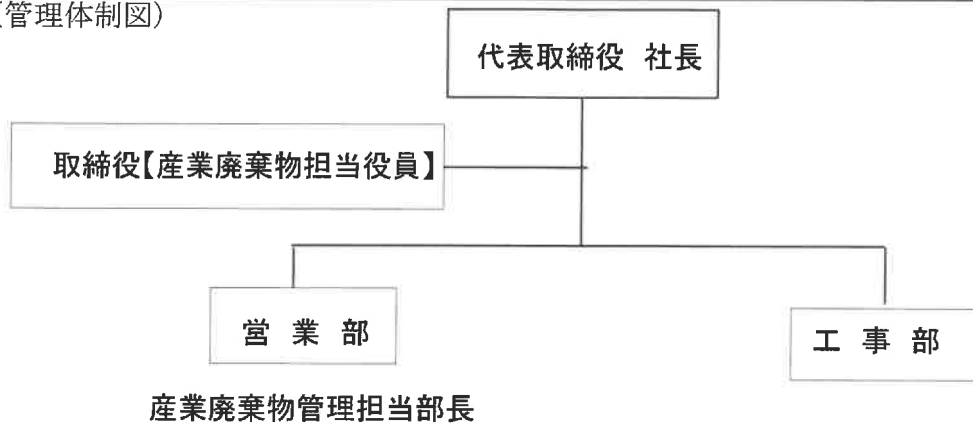 (管理体制図)
代表取締役 社長
取締役【産業廃棄物担当役員】
営 業 部
工 事 部
産業廃棄物管理担当部長